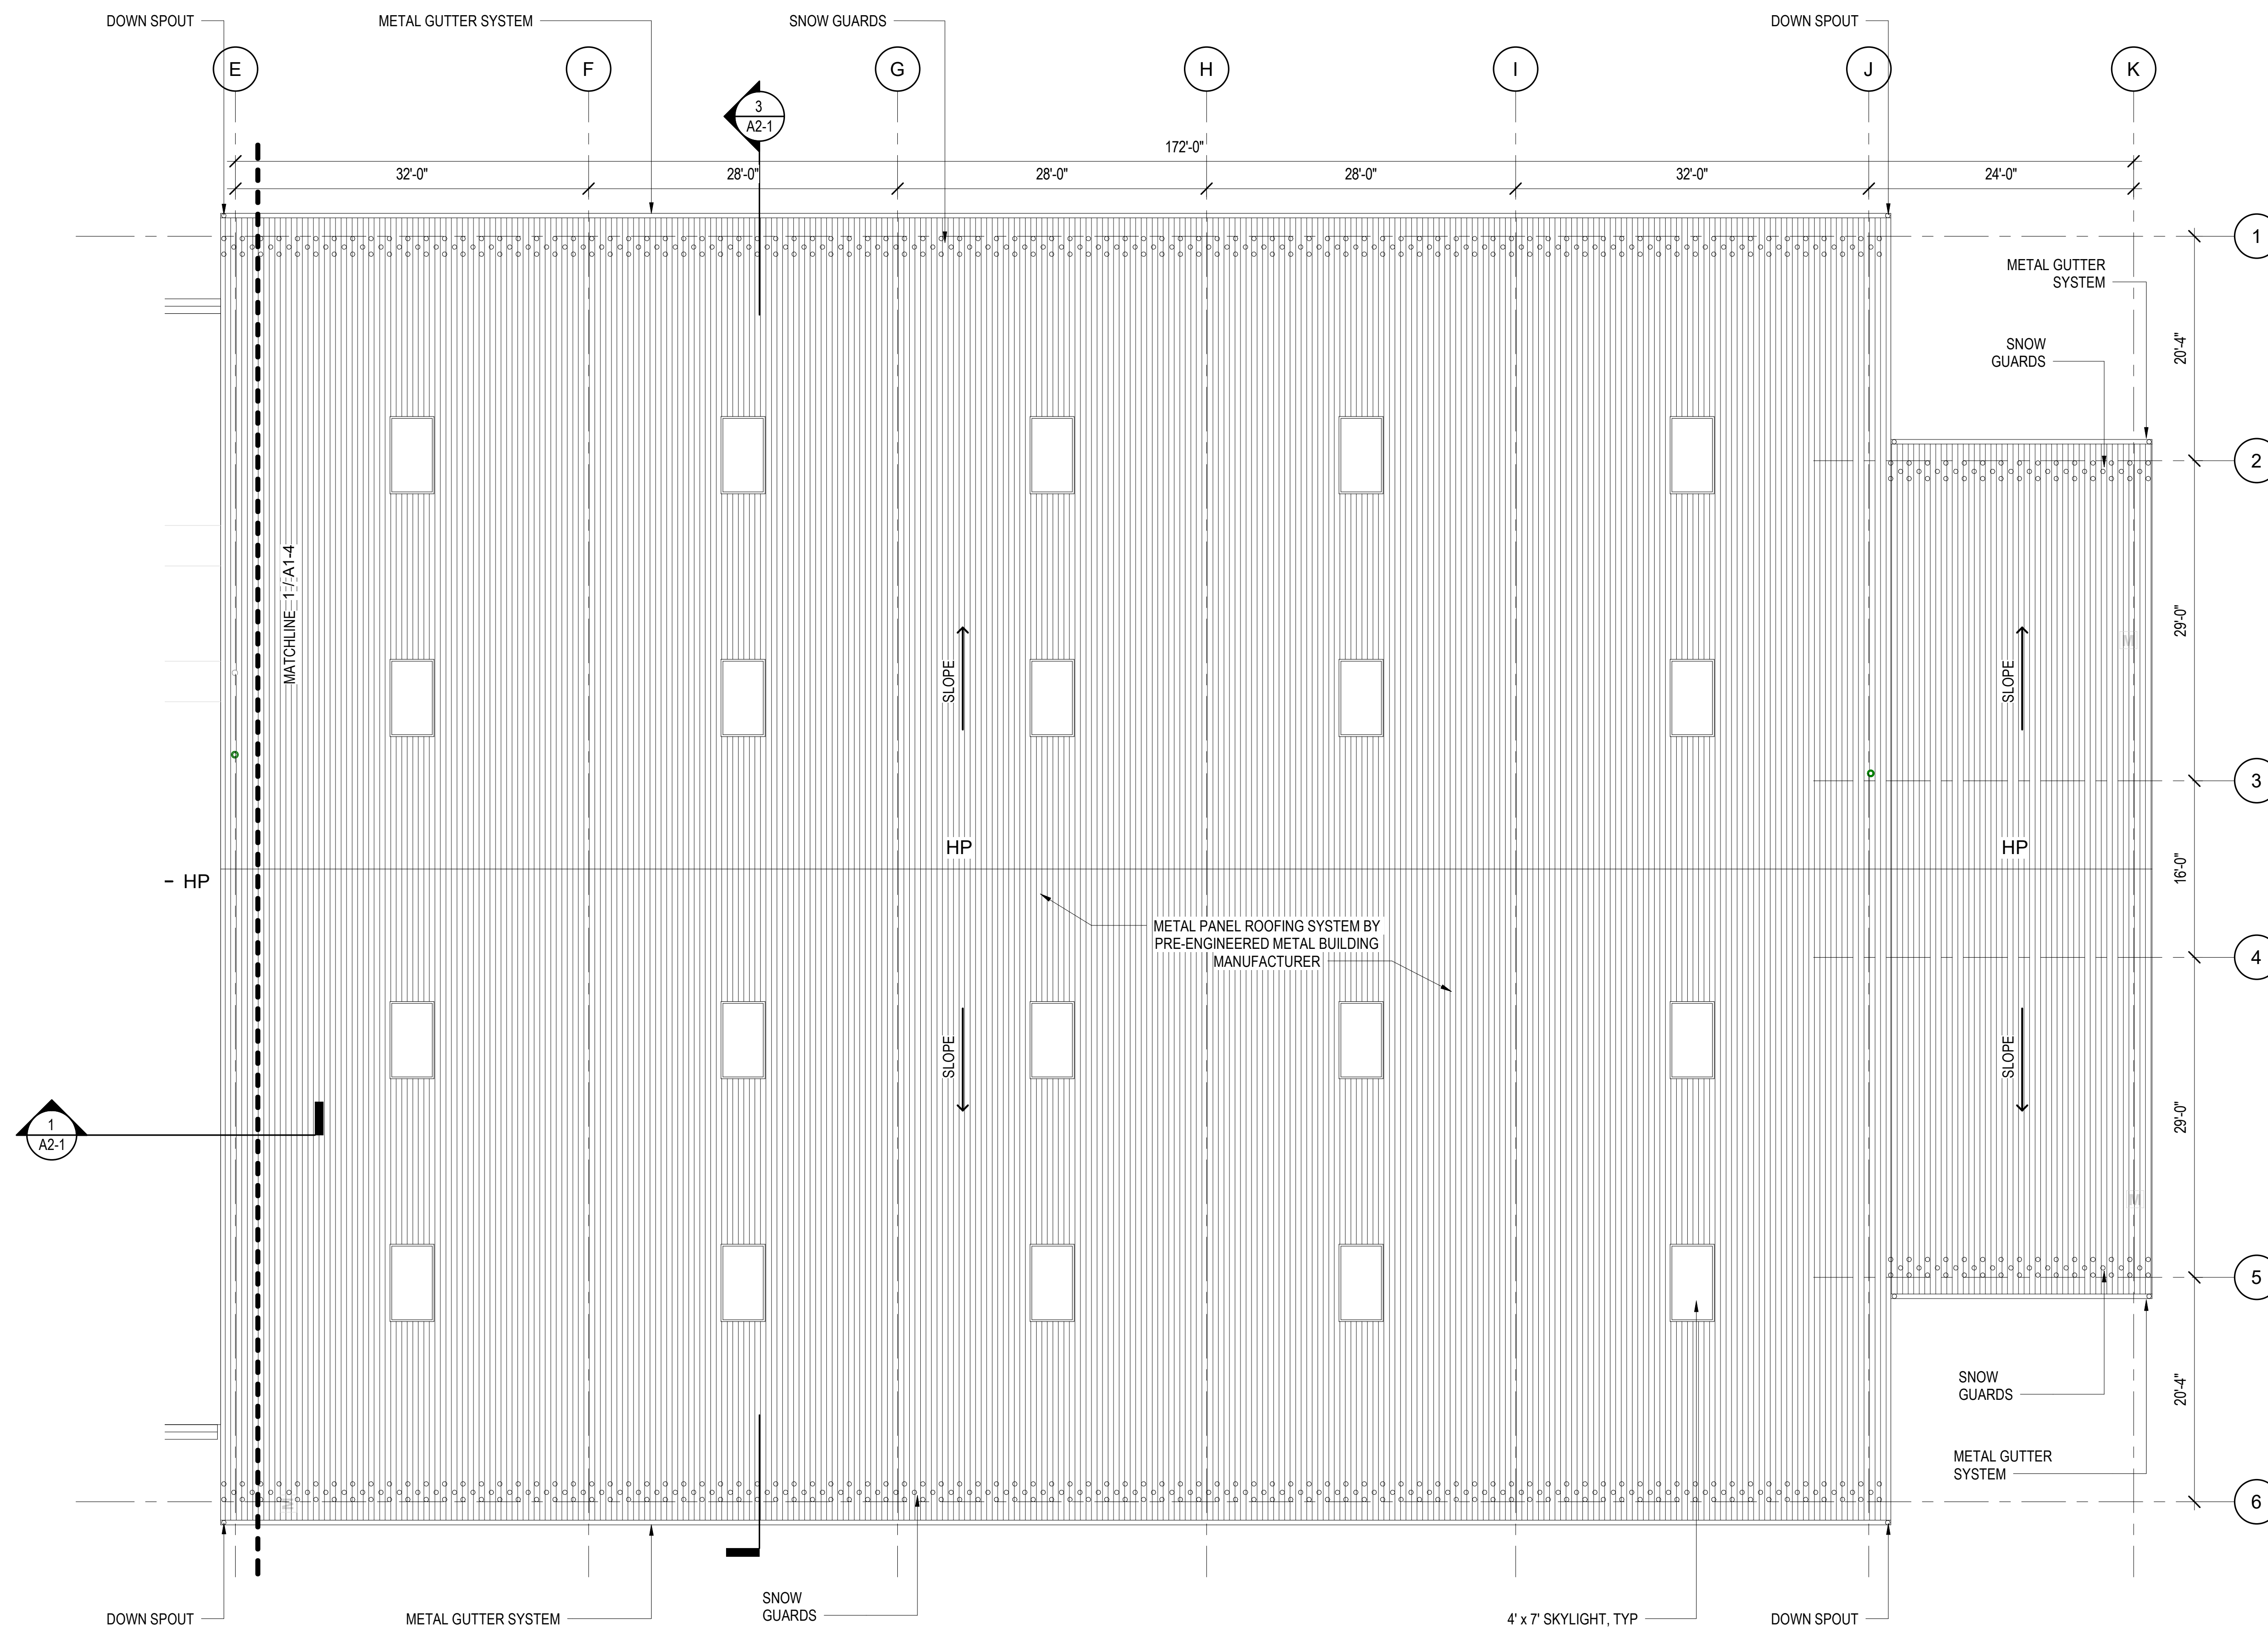 DOWN SPOUT
METAL GUTTER SYSTEM
SNOW GUARDS
DOWN SPOUT
E
F
G
H
I
J
K
3
A2-1
172'-0"
32'-0"
28'-0"
28'-0"
28'-0"
32'-0"
24'-0"
1
METAL GUTTER
SYSTEM
20'-4"
SNOW
GUARDS
2
MATCHLINE 1 / A1-4
29'-0"
M
SLOPE
SLOPE
3
HP
HP
16'-0"
- HP
METAL PANEL ROOFING SYSTEM BY
PRE-ENGINEERED METAL BUILDING
MANUFACTURER
4
SLOPE
SLOPE
1
A2-1
29'-0"
M
5
SNOW
GUARDS
20'-4"
METAL GUTTER
SYSTEM
M
6
DOWN SPOUT
METAL GUTTER SYSTEM
SNOW
GUARDS
4' x 7' SKYLIGHT, TYP
DOWN SPOUT